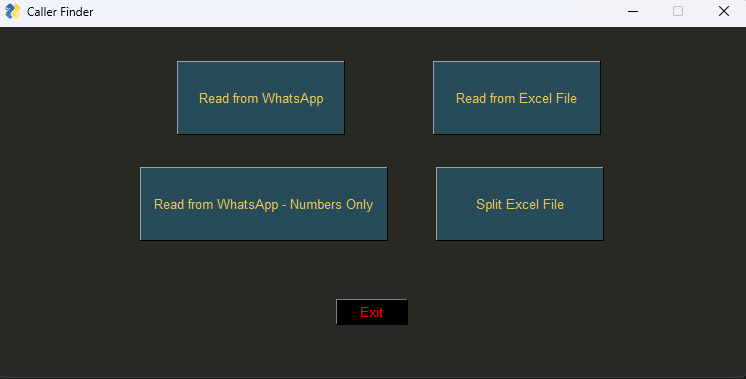 Caller Finder
Read from WhatsApp
Read from Excel File
Read from WhatsApp - Numbers Only
Split Excel File
Exit